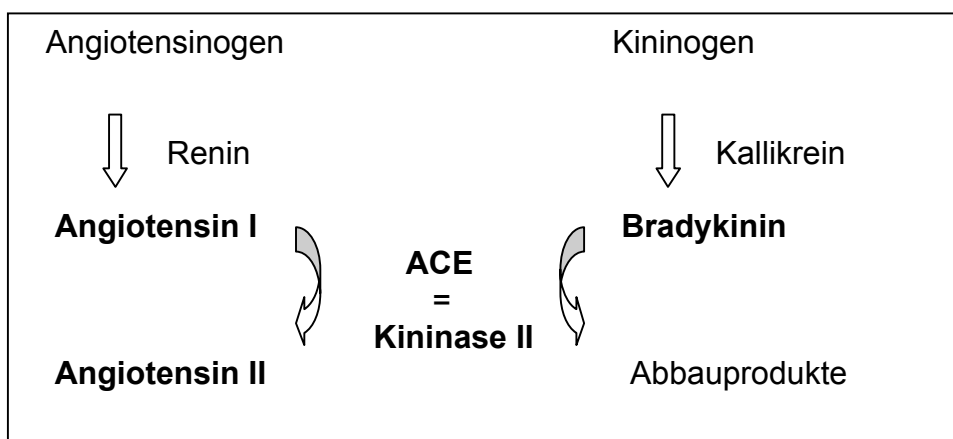 Angiotensinogen Kininogen
Renin Kallikrein
Angiotensin I Bradykinin
ACE
=
Kininase II
Angiotensin II Abbauprodukte